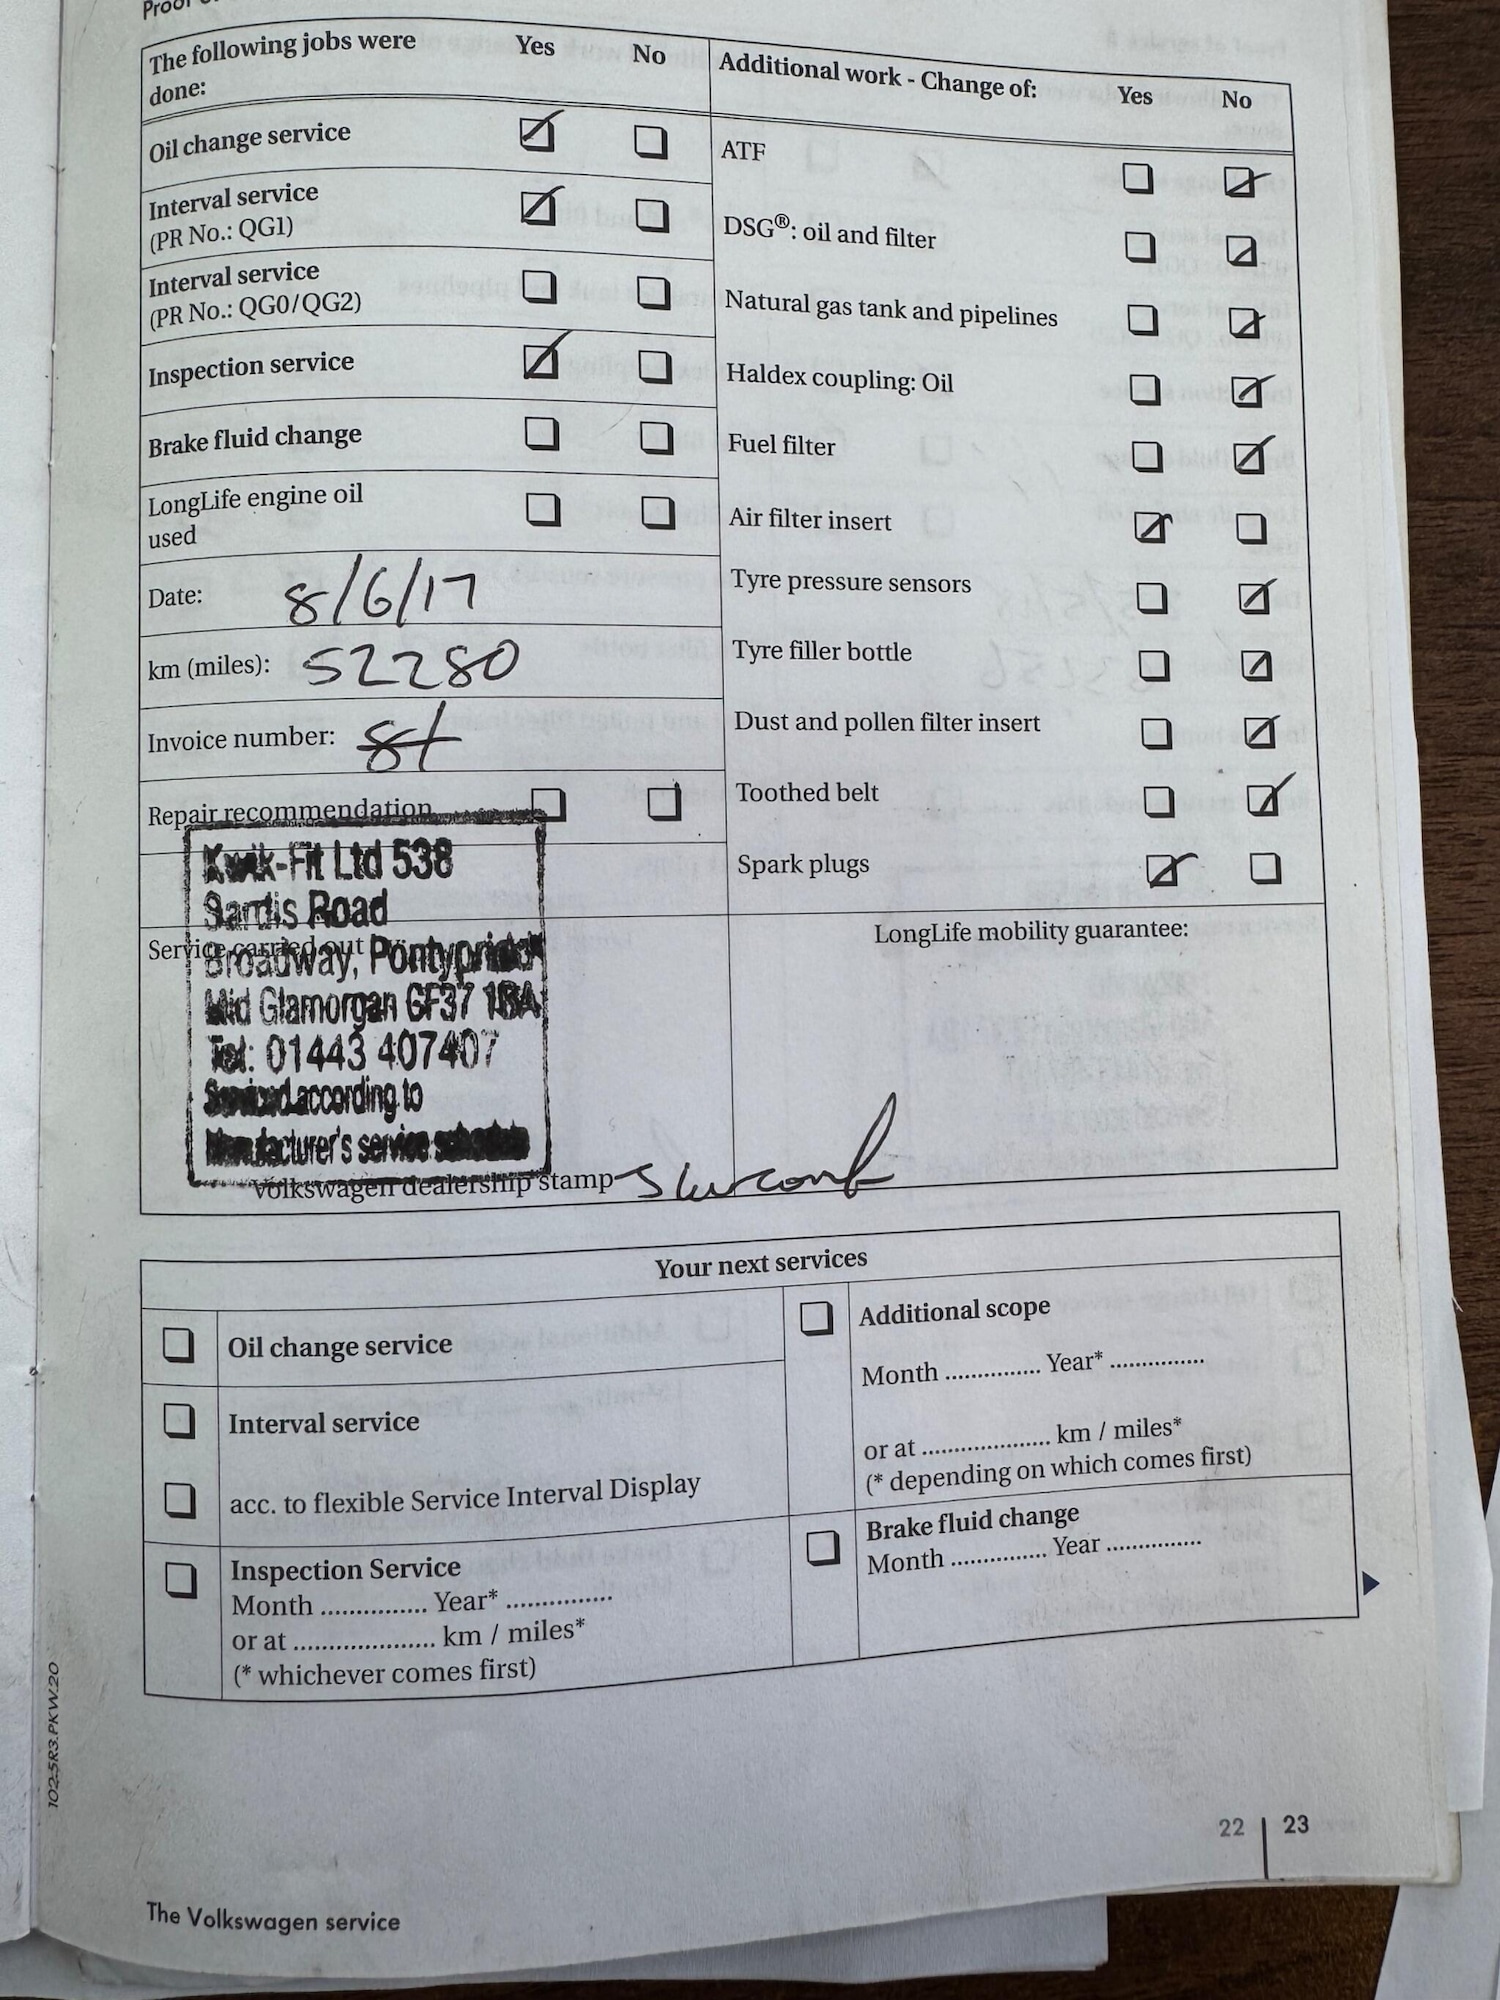 The following jobs were done: Yes No
Oil change service
Interval service
(PR No.: QG1)
Interval service
(PR No.: QG0/QG2)
Inspection service
Brake fluid change
LongLife engine oil
used
Date: 8/6/17
km (miles): 52280
Invoice number:
Repair recommendation
Kwik-Fit Ltd 538
Sardis Road
Service carried out
Broadway, Pontypridd
Mid Glamorgan CF37 1BA
Tel: 01443 407407
Serviced according to
Manufacturer's service schedule
Volkswagen dealership stamp
Additional work - Change of: Yes No
ATF
DSG®: oil and filter
Natural gas tank and pipelines
Haldex coupling: Oil
Fuel filter
Air filter insert
Tyre pressure sensors
Tyre filler bottle
Dust and pollen filter insert
Toothed belt
Spark plugs
LongLife mobility guarantee:
Your next services
Oil change service
Interval service
acc. to flexible Service Interval Display
Inspection Service
Month ............... Year* ...............
or at .................... km / miles*
(* whichever comes first)
Additional scope
Month ............. Year* .............
or at .................... km / miles*
(* depending on which comes first)
Brake fluid change
Month ............. Year .............
22 | 23
1025R3.PKW.20
The Volkswagen service